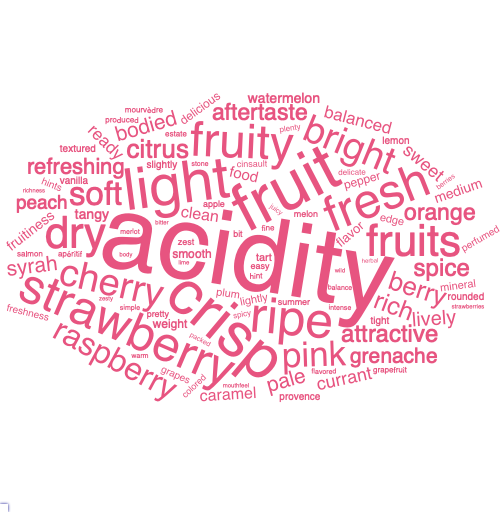 watermelon
mourvèdre
delicious
aftertaste
balanced
produced
bodied
estate
plenty
ready
fruity
bright
lemon
textured
citrus
sweet
refreshing
slightly
stone
cinsault
light
fruit
food
delicate
pepper
berries
hints
vanilla
soft
fresh
medium
richness
peach
apple
juicy
tangy
clean
bitter
melon
edge
orange
fruitiness
dry
acidity
merlot
zest
bit
fine
flavor
fruits
perfumed
salmon
apéritif
body
smooth
tart
easy
herbal
syrah
lime
hint
wild
spice
cherry
balance
berry
mineral
rounded
strawberry
zesty
crisp
plum
lightly
summer
intense
rich
strawberries
freshness
simple
pretty
weight
spicy
ripe
tight
lively
attractive
raspberry
packed
warm
pink
grenache
grapes
colored
mouthfeel
pale
flavored
currant
grapefruit
caramel
provence